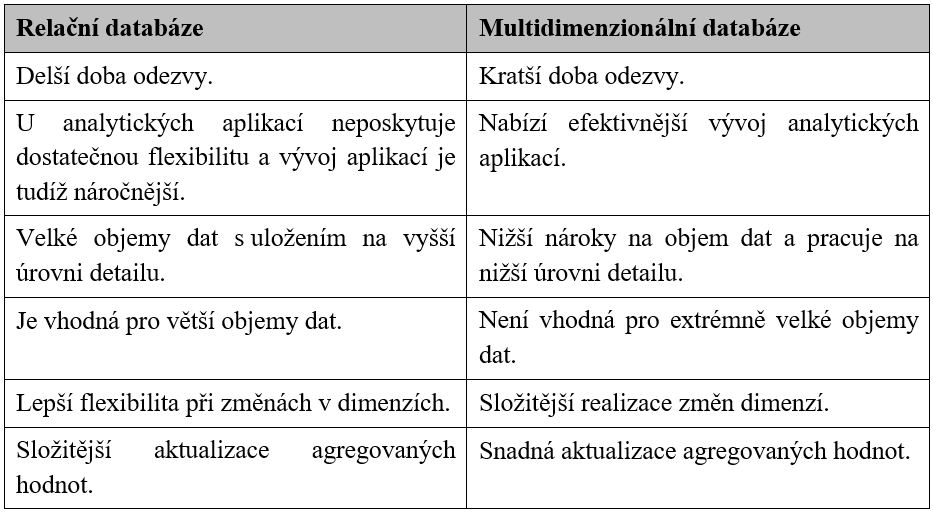 Relační databáze
Multidimenzionální databáze
Delší doba odezvy.
Kratší doba odezvy.
U analytických aplikací neposkytuje
dostatečnou flexibilitu a vývoj aplikací je
tudíž náročnější.
Nabízí efektivnější vývoj analytických
aplikací.
Velké objemy dat s uložením na vyšší
úrovni detailu.
Nižší nároky na objem dat a pracuje na
nižší úrovni detailu.
Je vhodná pro větší objemy dat.
Není vhodná pro extrémně velké objemy
dat.
Lepší flexibilita při změnách v dimenzích.
Složitější realizace změn dimenzí.
Složitější aktualizace agregovaných
hodnot.
Snadná aktualizace agregovaných hodnot.